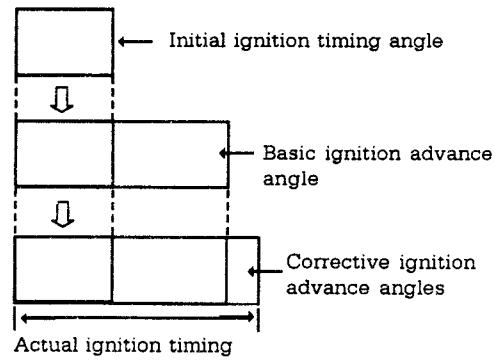 Initial ignition timing angle
Basic ignition advance
angle
Corrective ignition
advance angles
Actual ignition timing